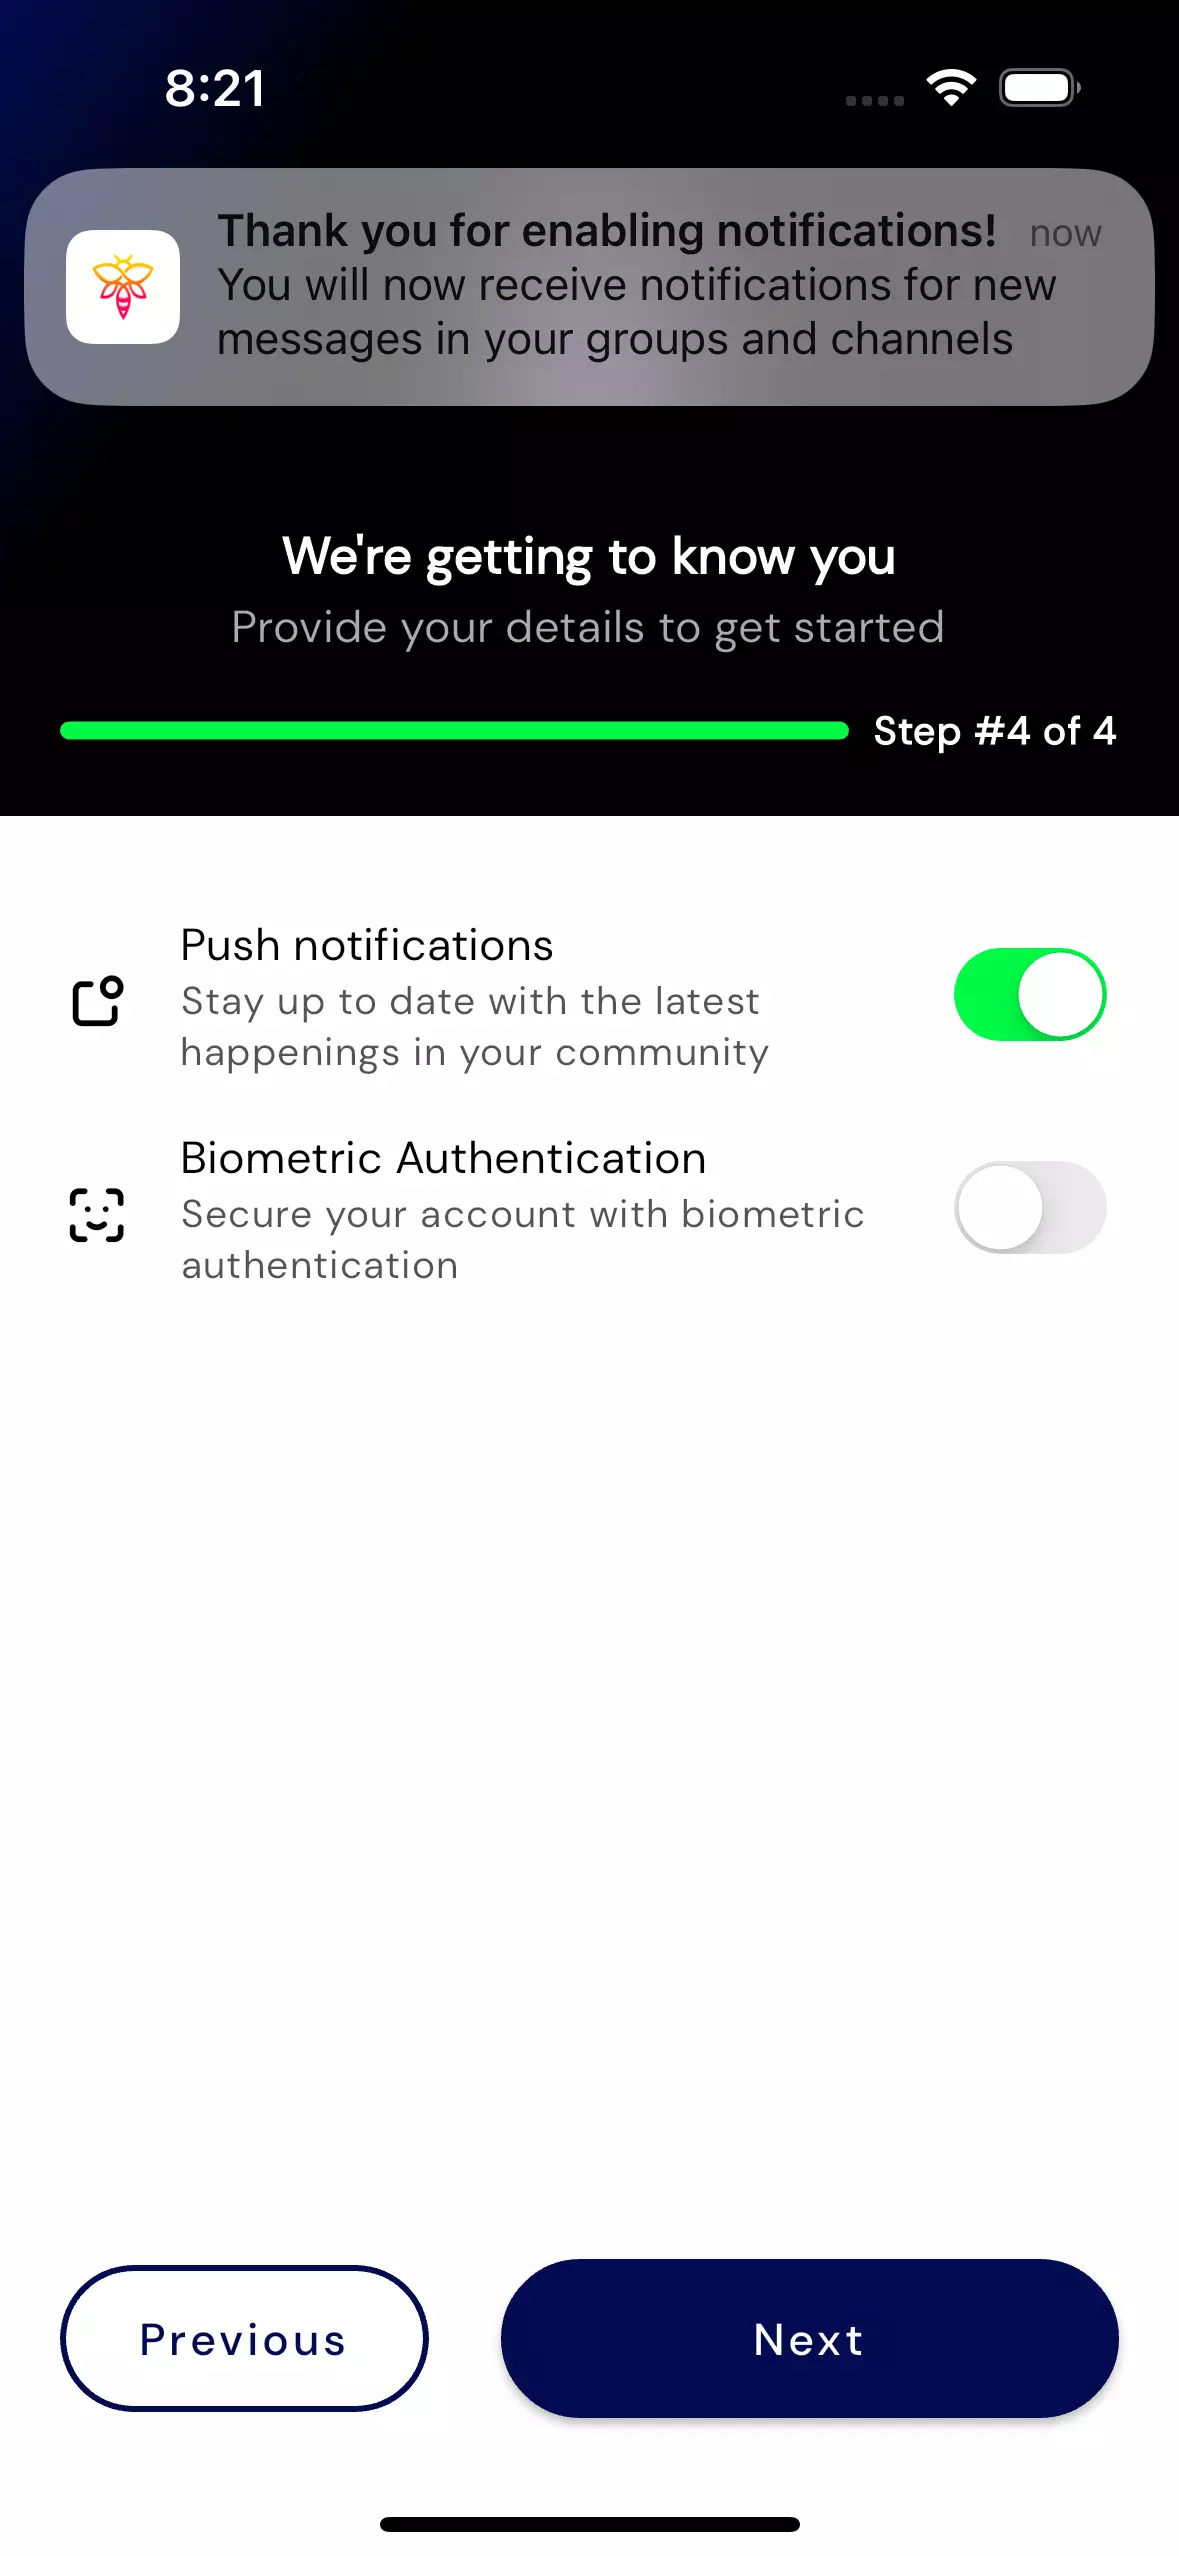 8:21
Thank you for enabling notifications! now
You will now receive notifications for new
messages in your groups and channels
We're getting to know you
Provide your details to get started
Step #4 of 4
Push notifications
Stay up to date with the latest
happenings in your community
Biometric Authentication
Secure your account with biometric
authentication
Previous
Next